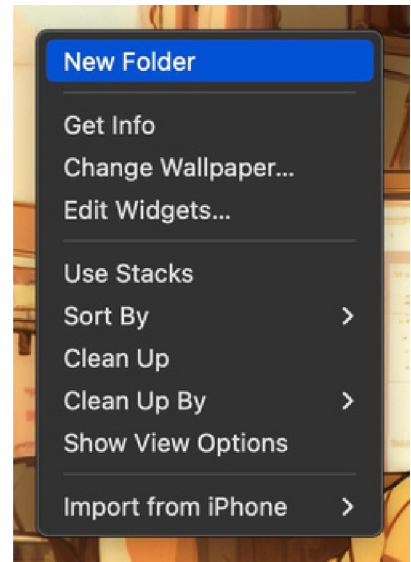 New Folder
Get Info
Change Wallpaper...
Edit Widgets...
Use Stacks
Sort By
Clean Up
Clean Up By
Show View Options
Import from iPhone